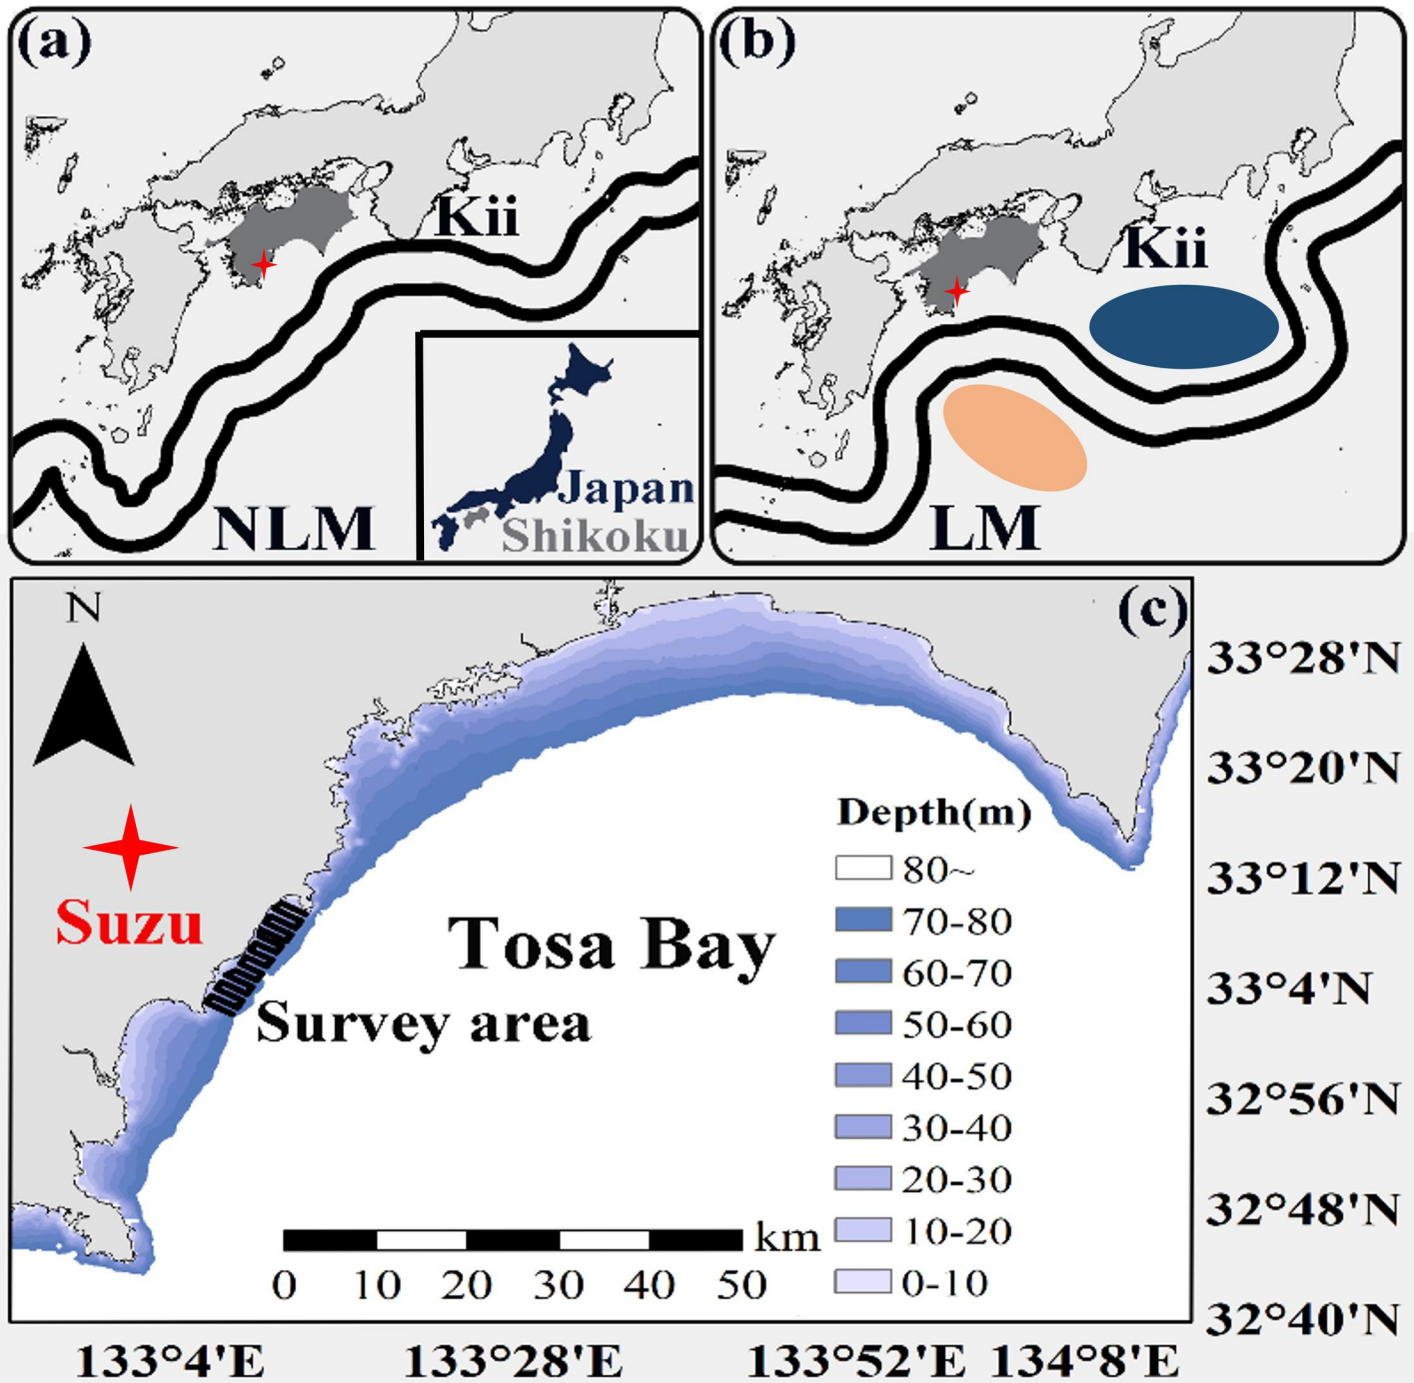 (a)
Kii
Japan
Shikoku
NLM
(b)
Kii
LM
(c)
N
Suzu
Tosa Bay
Survey area
Depth(m)
80~
70-80
60-70
50-60
40-50
30-40
20-30
10-20
0-10
km
0 10 20 30 40 50
33°28'N
33°20'N
33°12'N
33°4'N
32°56'N
32°48'N
32°40'N
133°4'E 133°28'E 133°52'E 134°8'E